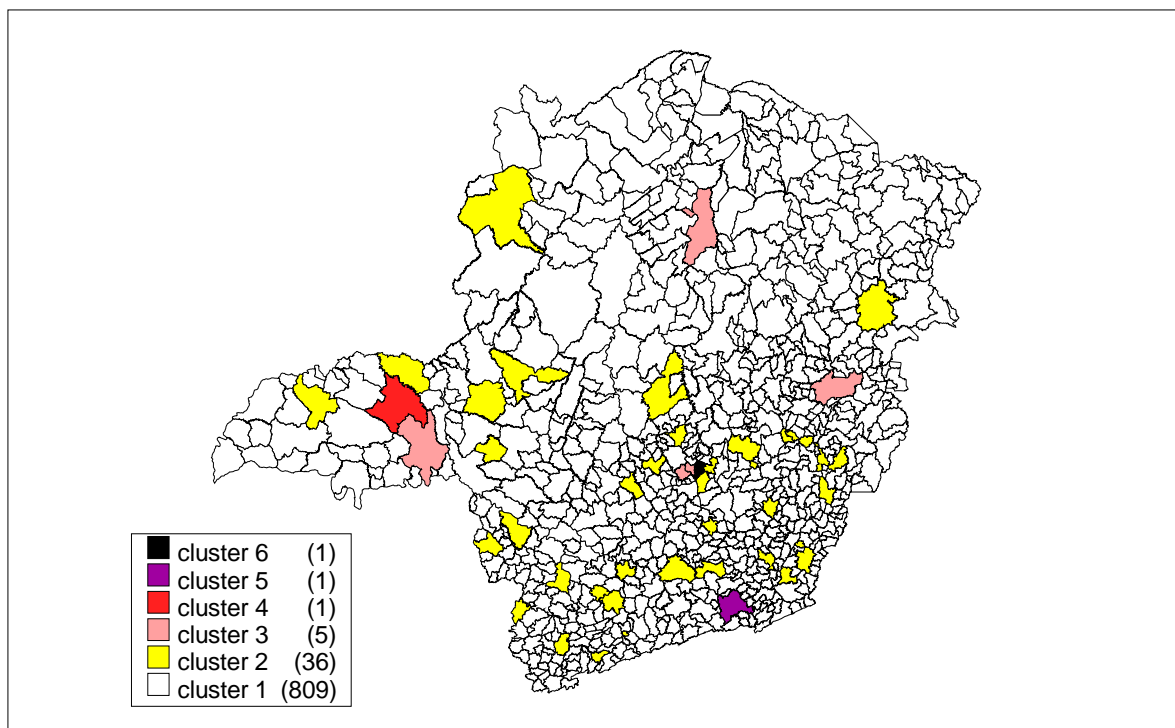 cluster 6 (1)
cluster 5 (1)
cluster 4 (1)
cluster 3 (5)
cluster 2 (36)
cluster 1 (809)